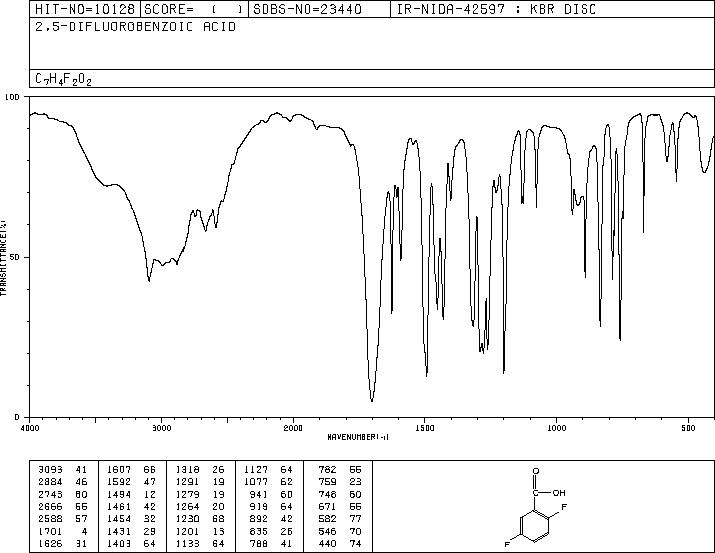 HIT-NO=10128 SCORE= ( ) SDBS-NO=23440 IR-NIDA-42597 : KBR DISC
2,5-DIFLUOROBENZOIC ACID
C7H4F2O2
100
50
0
TRANSMITTANCE(%)
4000 3000 2000 1500 1000 500
WAVENUMBER(-1)
3093 41 1607 66 1318 26 1127 64 782 55
2884 46 1592 47 1291 19 1077 62 759 23
2743 60 1494 12 1279 19 941 60 748 60
2666 55 1461 42 1264 20 919 64 671 55
2588 57 1454 32 1230 68 892 42 582 77
1701 4 1431 29 1201 13 835 26 546 70
1626 31 1403 64 1133 64 788 41 440 74
O
C OH
F
F